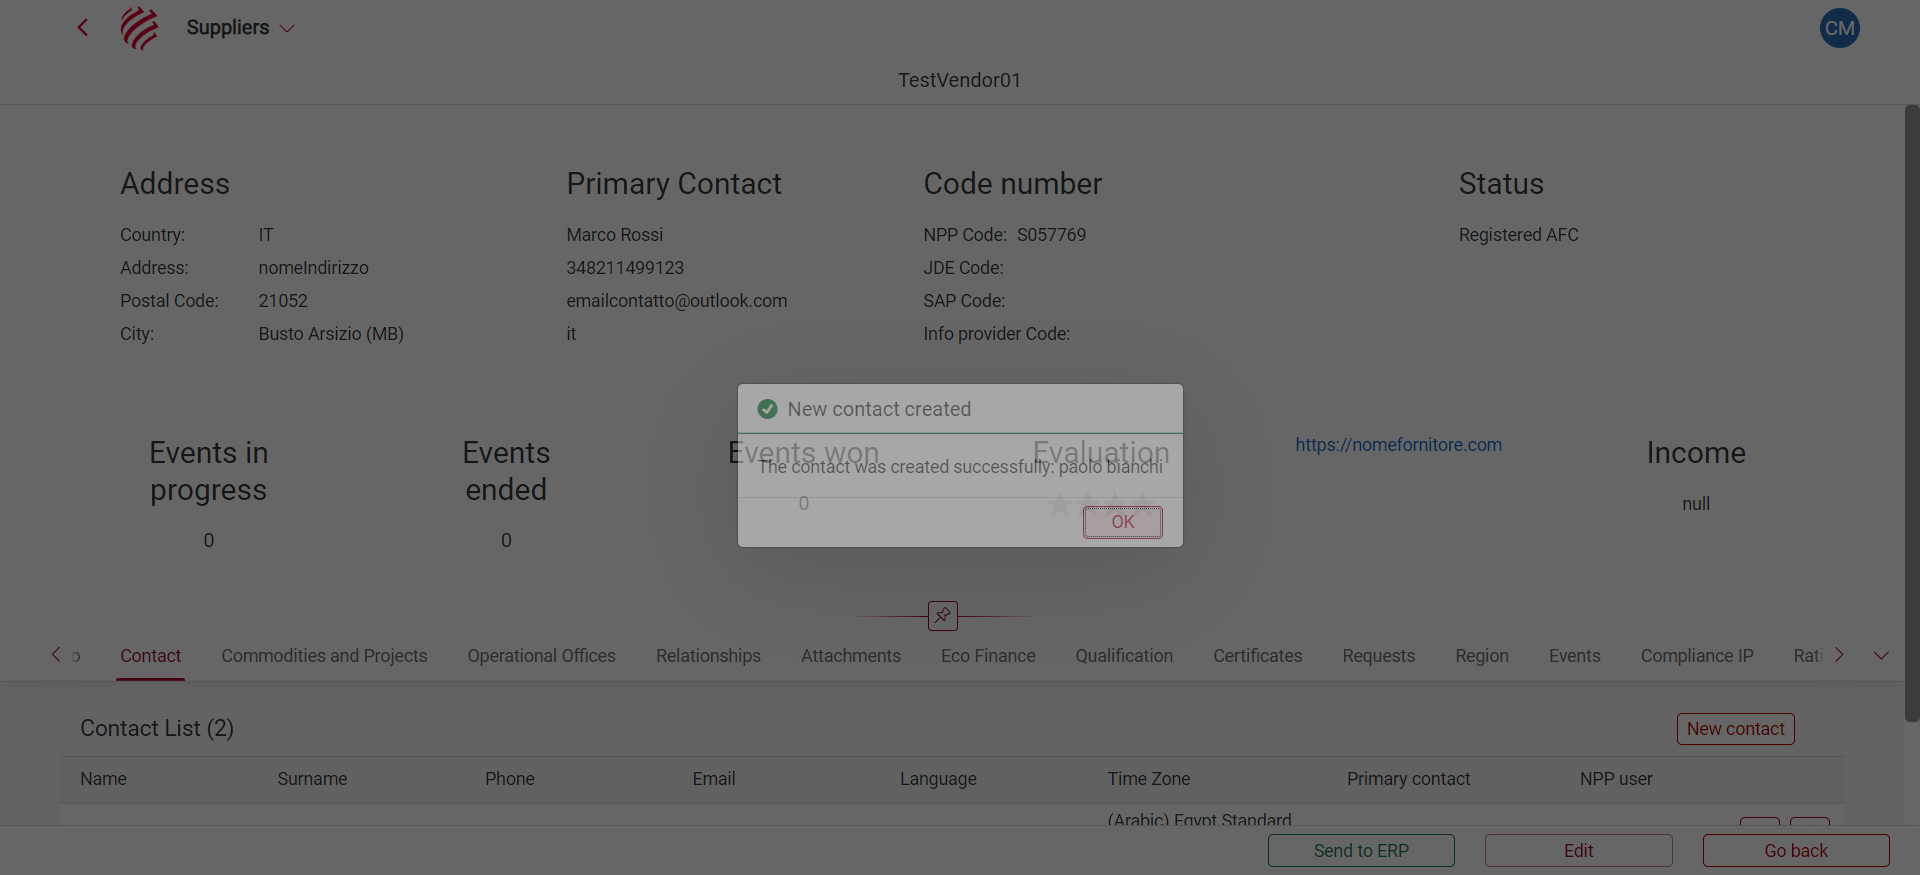 Suppliers
CM
TestVendor01
Address
Country: IT
Address: nomeIndirizzo
Postal Code: 21052
City: Busto Arsizio (MB)
Primary Contact
Marco Rossi
348211499123
emailcontatto@outlook.com
it
Code number
NPP Code: S057769
JDE Code:
SAP Code:
Info provider Code:
Status
Registered AFC
Events in
progress
0
Events
ended
0
Events won
0
Evaluation
https://nomefornitore.com
Income
null
New contact created
The contact was created successfully: paolo bianchi
OK
o Contact Commodities and Projects Operational Offices Relationships Attachments Eco Finance Qualification Certificates Requests Region Events Compliance IP Rati
Contact List (2)
New contact
Name Surname Phone Email Language Time Zone Primary contact NPP user
(Arabic) Egypt Standard
Send to ERP Edit Go back